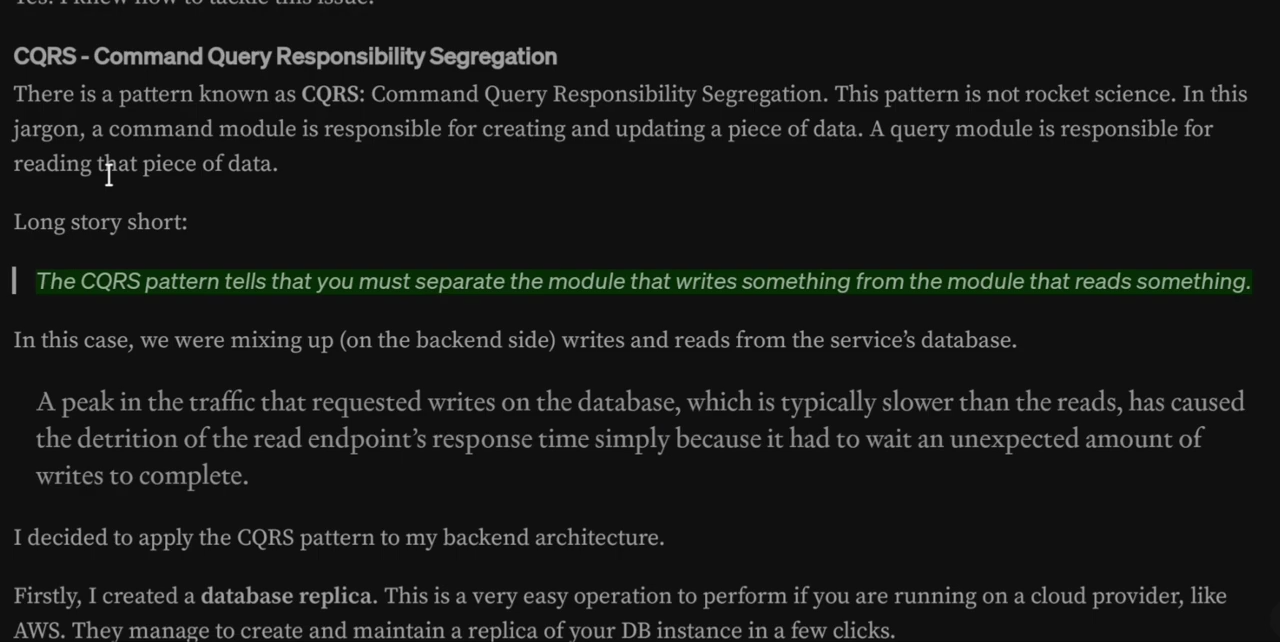 Yes! I knew how to tackle this issue.
CQRS - Command Query Responsibility Segregation
There is a pattern known as CQRS: Command Query Responsibility Segregation. This pattern is not rocket science. In this
jargon, a command module is responsible for creating and updating a piece of data. A query module is responsible for
reading that piece of data.
Long story short:
The CQRS pattern tells that you must separate the module that writes something from the module that reads something.
In this case, we were mixing up (on the backend side) writes and reads from the service’s database.
A peak in the traffic that requested writes on the database, which is typically slower than the reads, has caused
the detrition of the read endpoint’s response time simply because it had to wait an unexpected amount of
writes to complete.
I decided to apply the CQRS pattern to my backend architecture.
Firstly, I created a database replica. This is a very easy operation to perform if you are running on a cloud provider, like
AWS. They manage to create and maintain a replica of your DB instance in a few clicks.